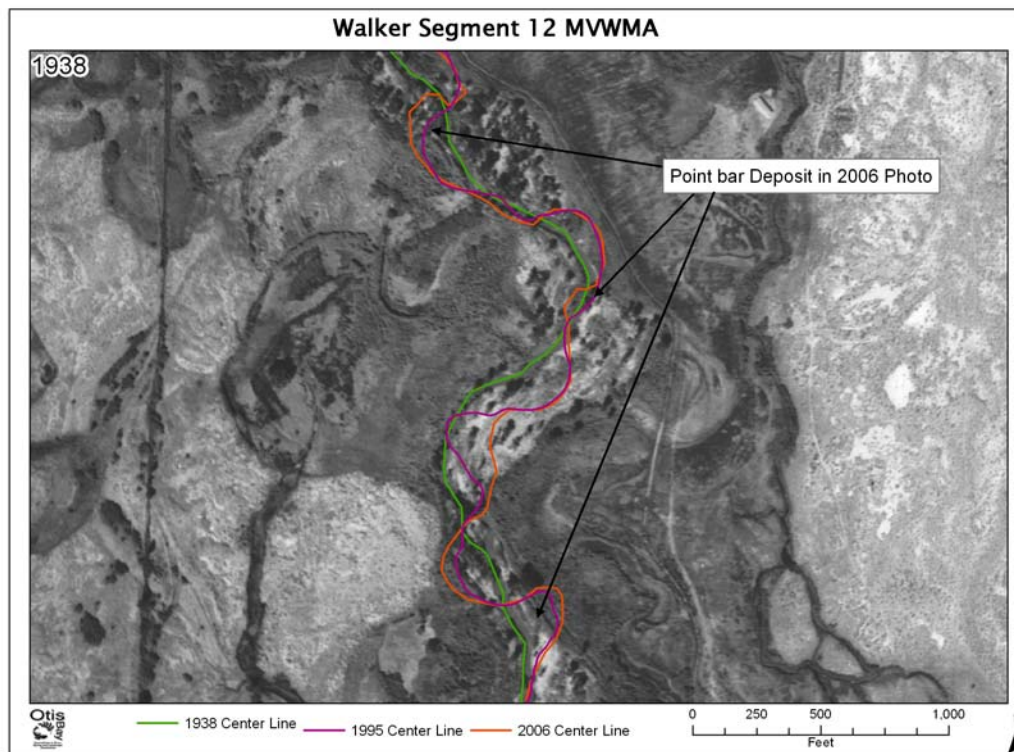 Walker Segment 12 MVWMA
1938
Point bar Deposit in 2006 Photo
Otis
Bay
1938 Center Line
1995 Center Line
2006 Center Line
0 250 500 1,000
Feet